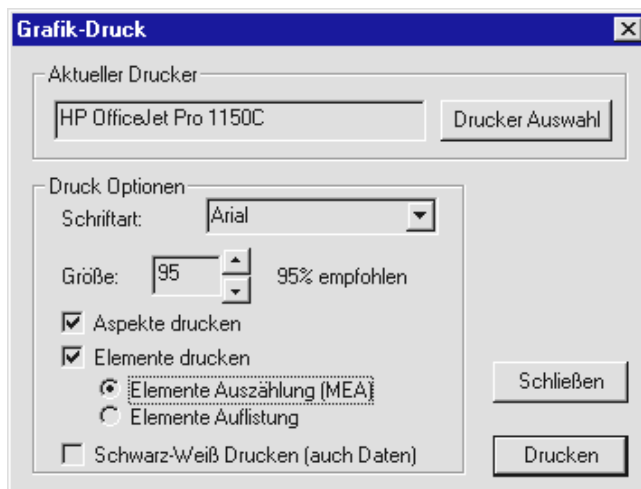 Grafik-Druck
Aktueller Drucker
HP OfficeJet Pro 1150C
Drucker Auswahl
Druck Optionen
Schriftart: Arial
Größe: 95 95% empfohlen
Aspekte drucken
Elemente drucken
Elemente Auszählung (MEA)
Elemente Auflistung
Schwarz-Weiß Drucken (auch Daten)
Schließen
Drucken